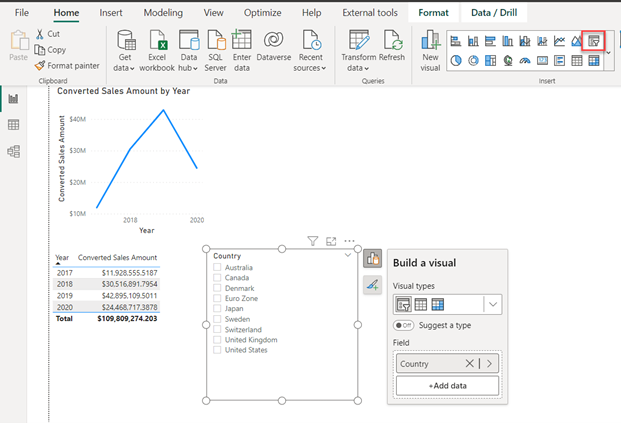 File Home Insert Modeling View Optimize Help External tools Format Data / Drill
Paste
Cut
Copy
Format painter
Get data
Excel workbook
Data hub
SQL Server
Enter data
Dataverse
Recent sources
Transform data
Refresh
New visual
Clipboard Data Queries Insert
Converted Sales Amount by Year
Converted Sales Amount
$40M
$30M
$20M
$10M
2018 2020
Year
Year Converted Sales Amount
2017 $11,928,555.5187
2018 $30,516,891.7954
2019 $42,895,109.5011
2020 $24,468,717.3878
Total $109,809,274.203
Country
Australia
Canada
Denmark
Euro Zone
Japan
Sweden
Switzerland
United Kingdom
United States
Build a visual
Visual types
Off Suggest a type
Field
Country
+Add data